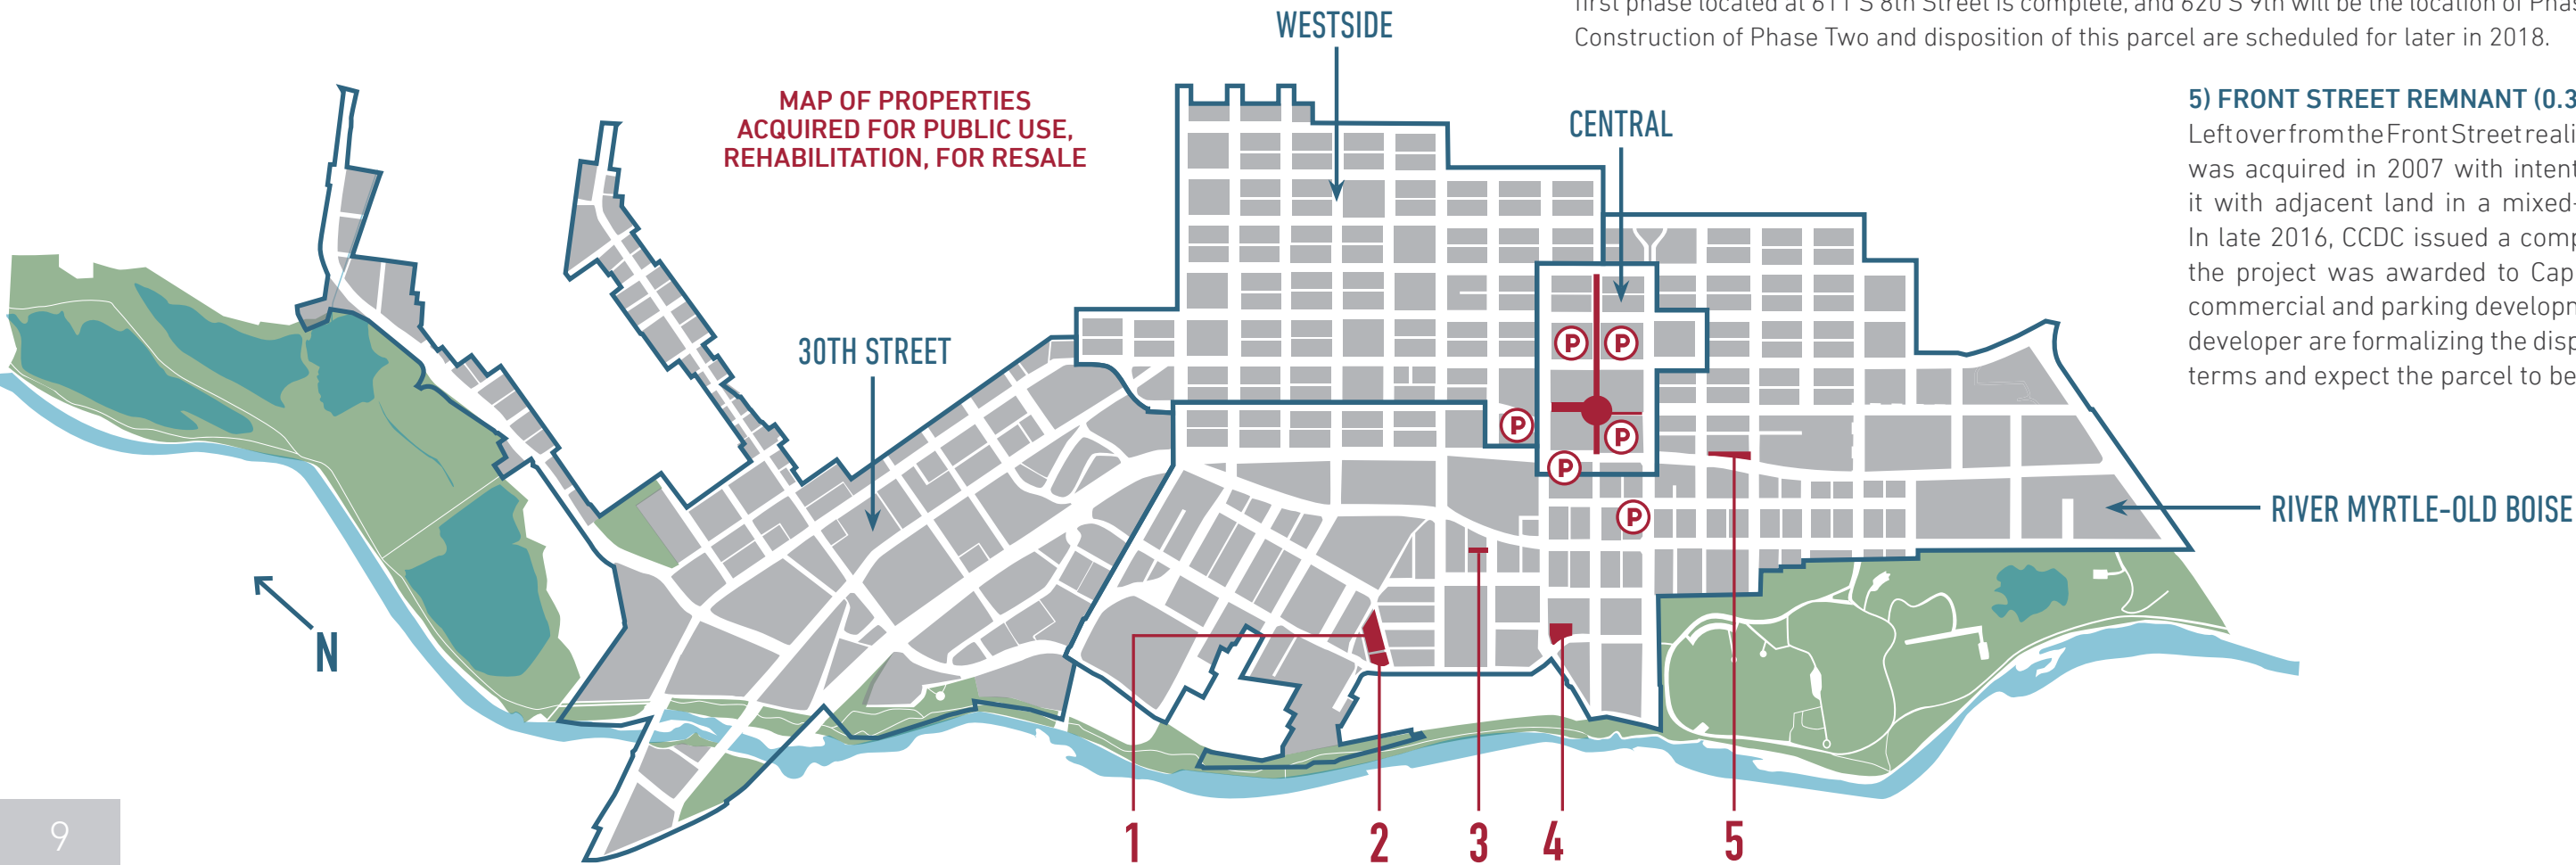 first phase located at 611 S 8th Street is complete, and 620 S 9th will be the location of Phas
Construction of Phase Two and disposition of this parcel are scheduled for later in 2018.
WESTSIDE
MAP OF PROPERTIES
ACQUIRED FOR PUBLIC USE,
REHABILITATION, FOR RESALE
CENTRAL
5) FRONT STREET REMNANT (0.3
Left over from the Front Street reali
was acquired in 2007 with intent
it with adjacent land in a mixed-
In late 2016, CCDC issued a comp
the project was awarded to Cap
commercial and parking developm
developer are formalizing the disp
terms and expect the parcel to be
30TH STREET
P
P
P
P
P
P
RIVER MYRTLE-OLD BOISE
N
1
2
3
4
5
9